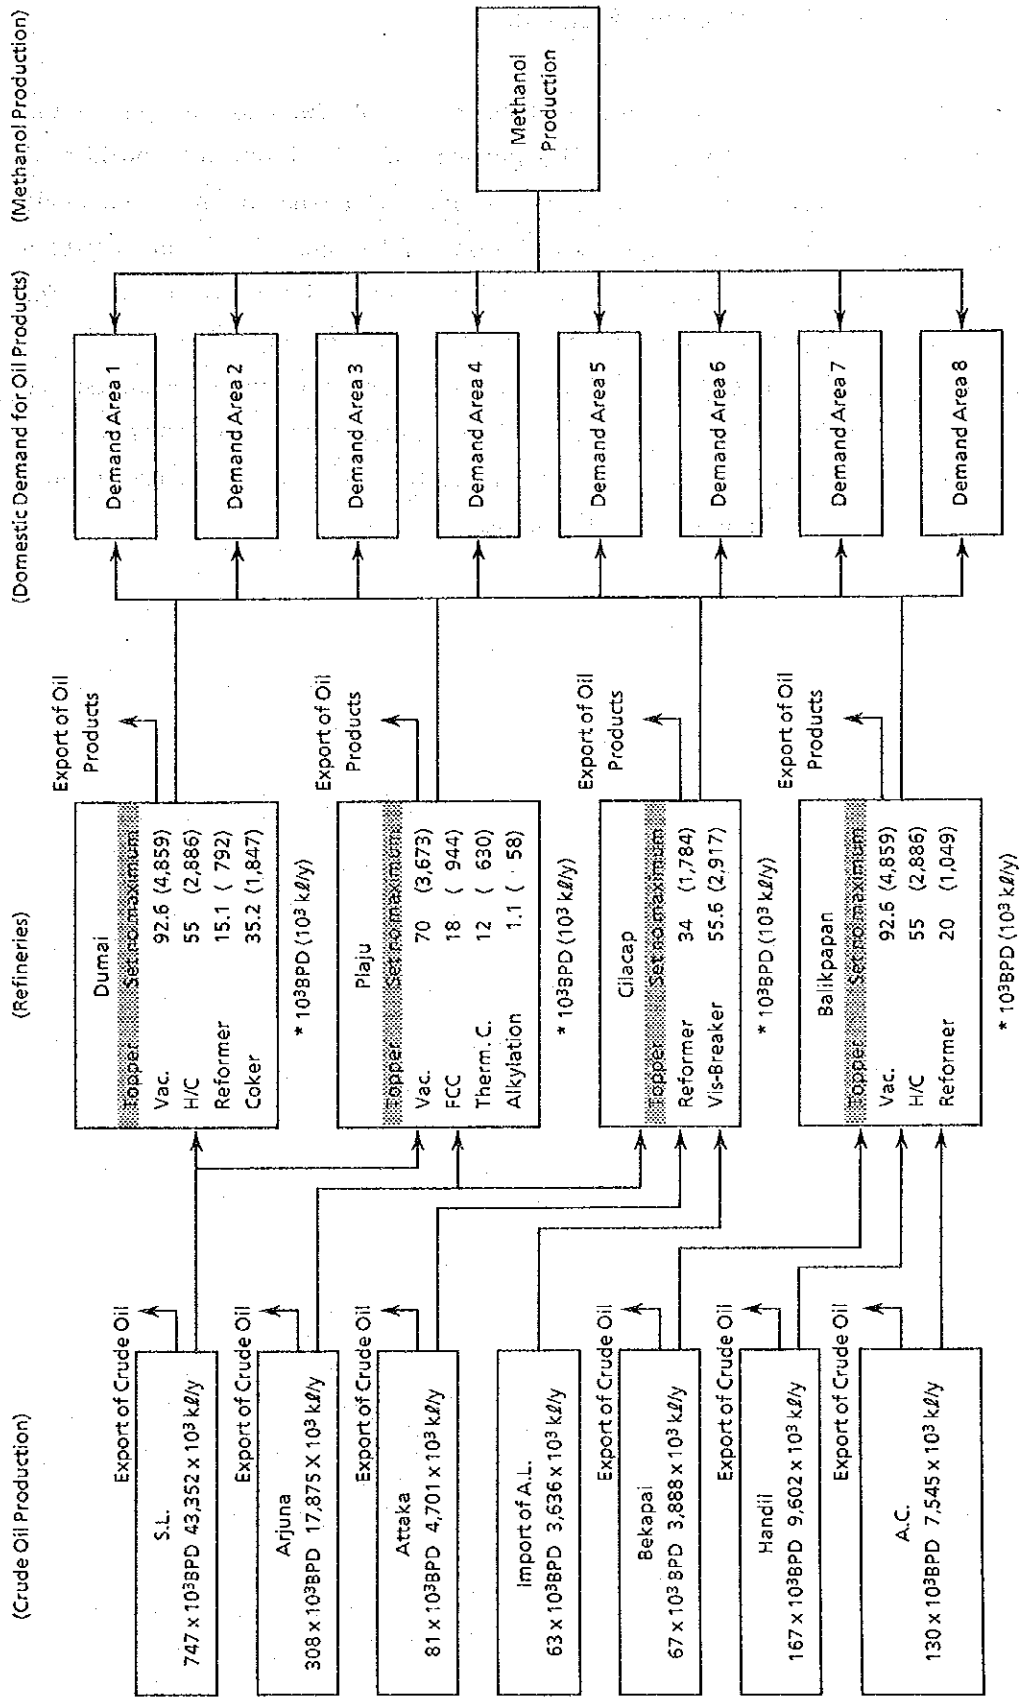 (Crude Oil Production)
(Refineries)
(Domestic Demand for Oil Products)
(Methanol Production)
S.L.
747 x 10³BPD 43,352 x 10³ kℓ/y
Export of Crude Oil
Arjuna
308 x 10³BPD 17,875 x 10³ kℓ/y
Export of Crude Oil
Attaka
81 x 10³BPD 4,701 x 10³ kℓ/y
Export of Crude Oil
Import of A.L.
63 x 10³BPD 3,636 x 10³ kℓ/y
Bekapai
67 x 10³ BPD 3,888 x 10³ kℓ/y
Export of Crude Oil
Handil
167 x 10³BPD 9,602 x 10³ kℓ/y
Export of Crude Oil
A.C.
130 x 10³BPD 7,545 x 10³ kℓ/y
Export of Crude Oil
Dumai
Topper Set no maximum
Vac. 92.6 (4,859)
H/C 55 (2,886)
Reformer 15.1 ( 792)
Coker 35.2 (1,847)
* 10³BPD (10³ kℓ/y)
Export of Oil
Products
Plaju
Topper Set no maximum
Vac. 70 (3,673)
FCC 18 ( 944)
Therm. C. 12 ( 630)
Alkylation 1.1 ( 58)
* 10³BPD (10³ kℓ/y)
Export of Oil
Products
Cilacap
Topper Set no maximum
Reformer 34 (1,784)
Vis-Breaker 55.6 (2,917)
* 10³BPD (10³ kℓ/y)
Export of Oil
Products
Balikpapan
Topper Set no maximum
Vac. 92.6 (4,859)
H/C 55 (2,886)
Reformer 20 (1,049)
* 10³BPD (10³ kℓ/y)
Export of Oil
Products
Demand Area 1
Demand Area 2
Demand Area 3
Demand Area 4
Demand Area 5
Demand Area 6
Demand Area 7
Demand Area 8
Methanol
Production